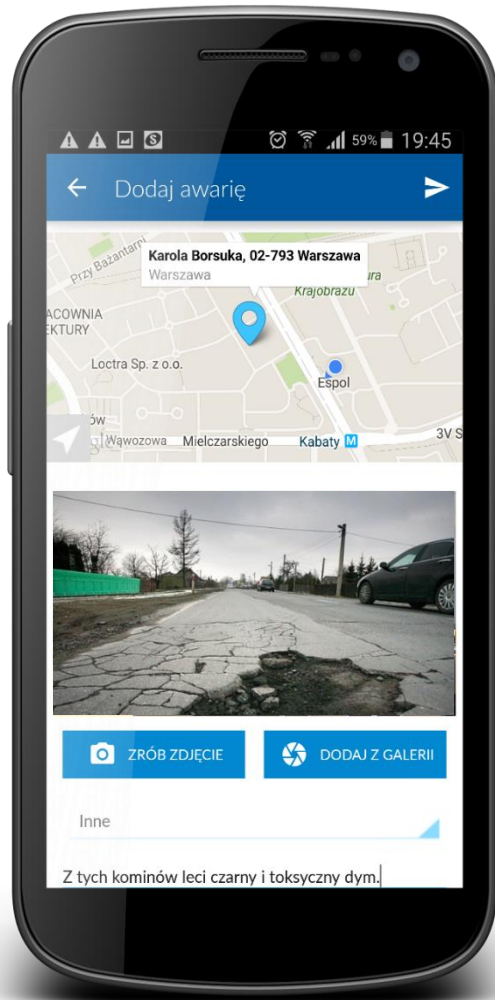 59% 19:45
Dodaj awarię
Karola Borsuka, 02-793 Warszawa
Warszawa
Przy Bażantarni
Krajobrazu
Loctra Sp. z o.o.
Espol
Wąwozowa Mielczarskiego Kabaty M
3V S
ZRÓB ZDJĘCIE DODAJ Z GALERII
Inne
Z tych kominów leci czarny i toksyczny dym.